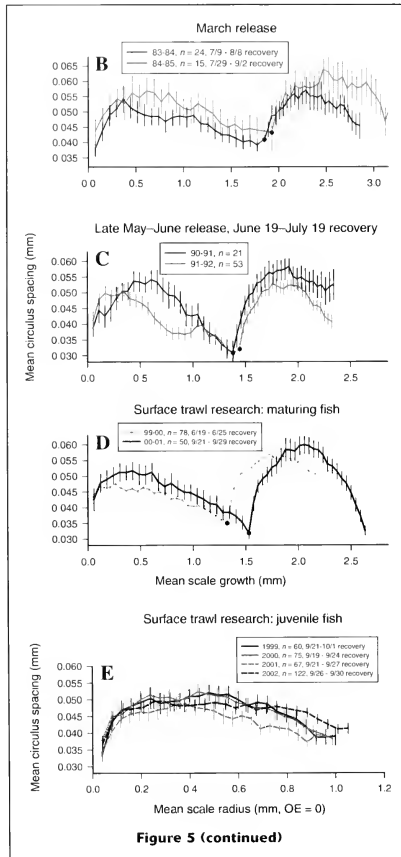 March release
B
83-84, n = 24, 7/9 - 8/8 recovery
84-85, n = 15, 7/29 - 9/2 recovery
0 065
0 060
0 055
0 050
0 045
0 040
0 035
0 0 0.5 1.0 1.5 2 0 2.5 3.0
Late May–June release, June 19–July 19 recovery
C
90-91, n = 21
91-92, n = 53
Mean circulus spacing (mm)
0.060
0.055
0.050
0.045
0.040
0.035
0 030
0.0 0.5 1.0 1.5 2.0 2.5
Surface trawl research: maturing fish
D
99-00, n = 78, 6/19 - 6/25 recovery
00-01, n = 50, 9/21 - 9/29 recovery
0.060
0.055
0.050
0.045
0.040
0.035
0.030
0.0 0.5 1.0 1.5 2.0 2.5
Mean scale growth (mm)
Surface trawl research: juvenile fish
E
1999, n = 60, 9/21-10/1 recovery
2000, n = 75, 9/19 - 9/24 recovery
2001, n = 67, 9/21 - 9/27 recovery
2002, n = 122, 9/26 - 9/30 recovery
Mean circulus spacing (mm)
0.060
0.055
0.050
0.045
0.040
0.035
0.030
0.0 0.2 0.4 0.6 0.8 1.0 1.2
Mean scale radius (mm, OE = 0)
Figure 5 (continued)